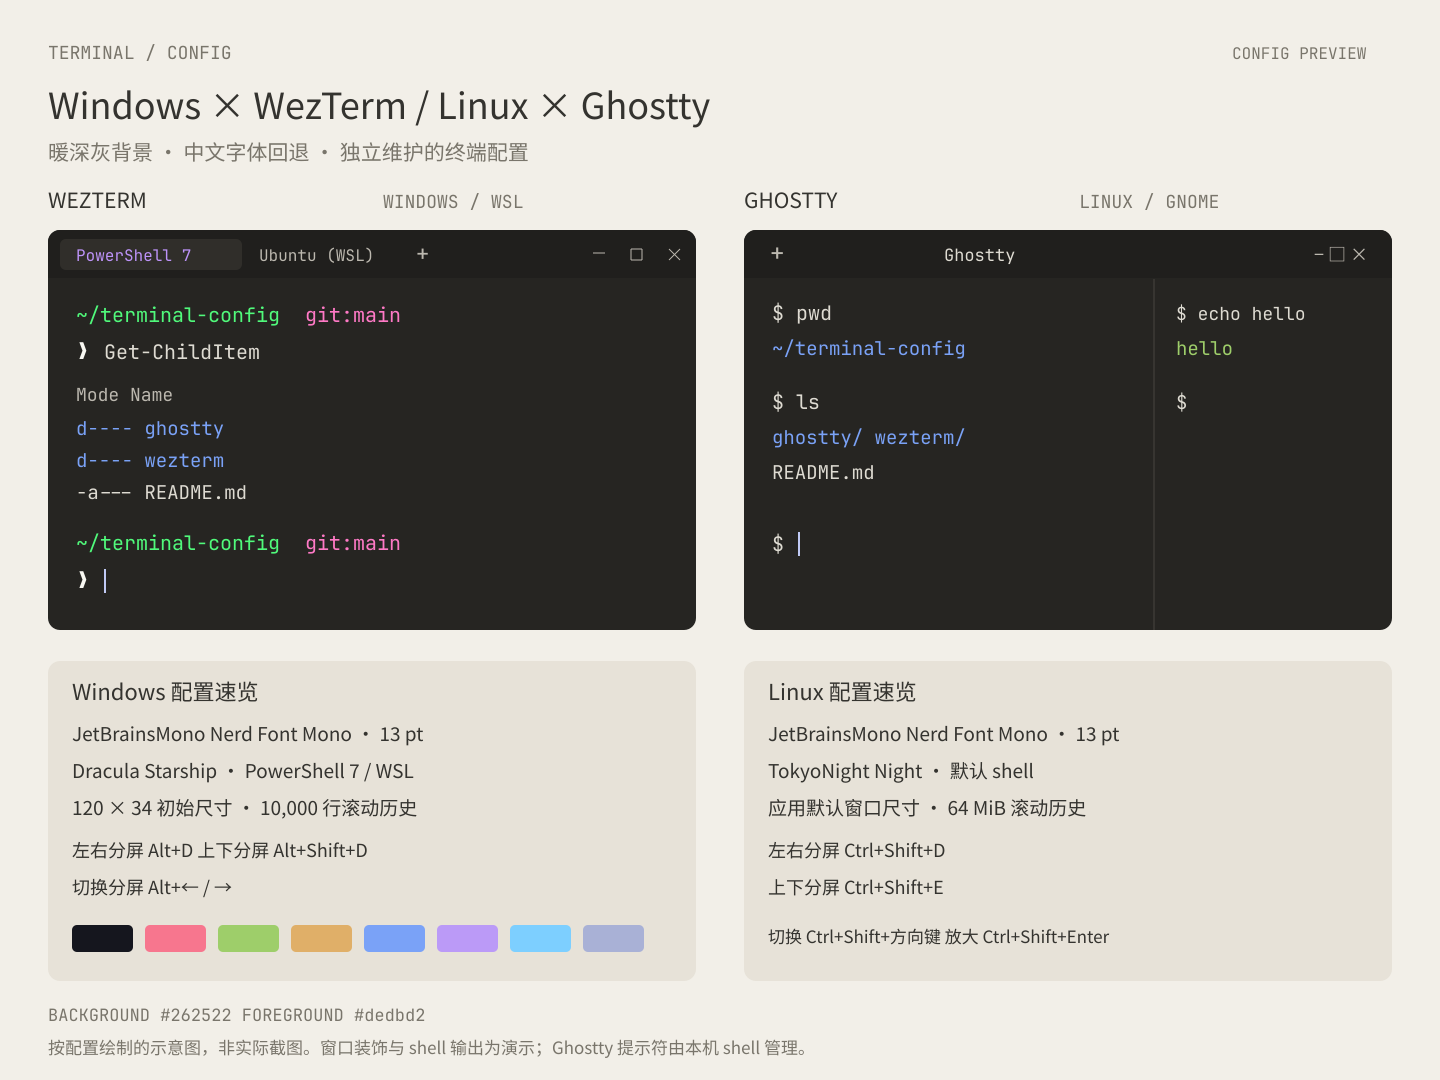 TERMINAL / CONFIG
CONFIG PREVIEW
Windows × WezTerm / Linux × Ghostty
暖深灰背景 · 中文字体回退 · 独立维护的终端配置
WEZTERM
WINDOWS / WSL
PowerShell 7
Ubuntu (WSL)
+
~/terminal-config git:main
❯ Get-ChildItem
Mode Name
d---- ghostty
d---- wezterm
-a--- README.md
~/terminal-config git:main
❯
GHOSTTY
LINUX / GNOME
+
Ghostty
$ pwd
~/terminal-config
$ ls
ghostty/ wezterm/
README.md
$
$ echo hello
hello
$
Windows 配置速览
JetBrainsMono Nerd Font Mono · 13 pt
Dracula Starship · PowerShell 7 / WSL
120 × 34 初始尺寸 · 10,000 行滚动历史
左右分屏 Alt+D 上下分屏 Alt+Shift+D
切换分屏 Alt+← / →
Linux 配置速览
JetBrainsMono Nerd Font Mono · 13 pt
TokyoNight Night · 默认 shell
应用默认窗口尺寸 · 64 MiB 滚动历史
左右分屏 Ctrl+Shift+D
上下分屏 Ctrl+Shift+E
切换 Ctrl+Shift+方向键 放大 Ctrl+Shift+Enter
BACKGROUND #262522 FOREGROUND #dedbd2
按配置绘制的示意图，非实际截图。窗口装饰与 shell 输出为演示；Ghostty 提示符由本机 shell 管理。